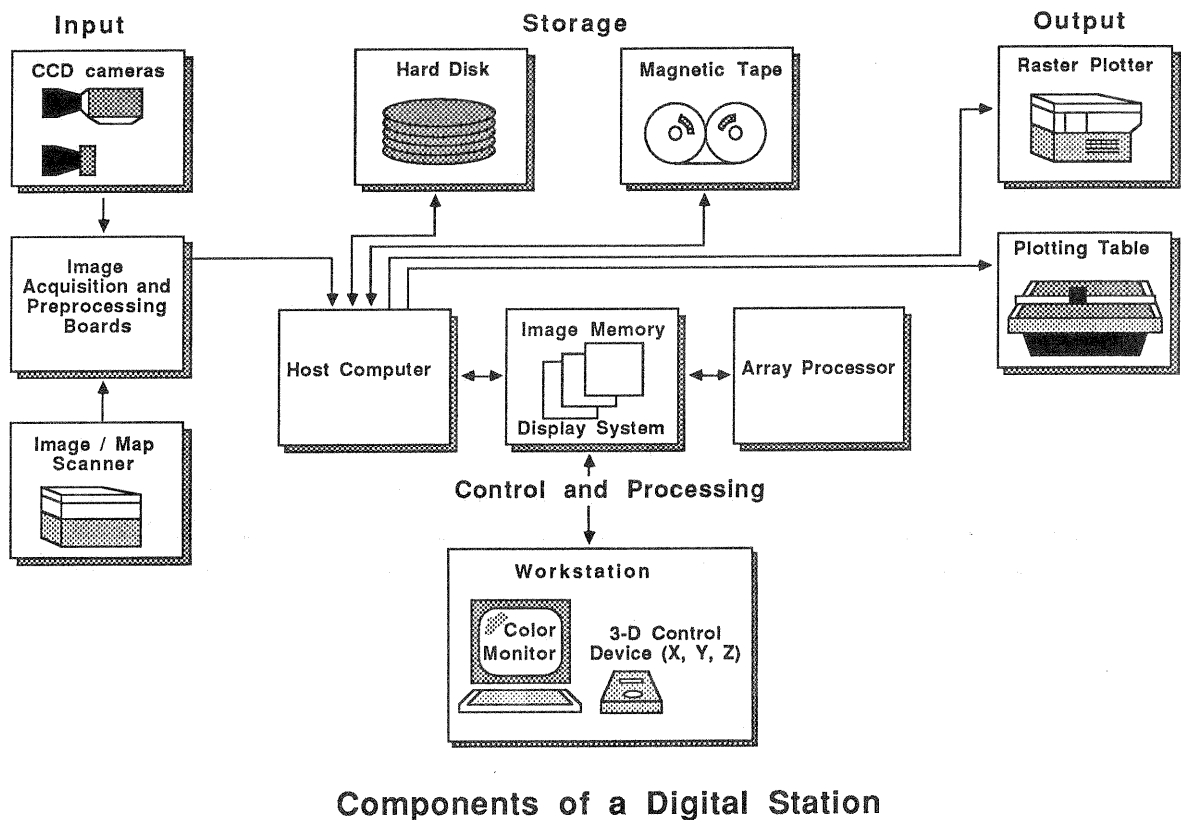 Input
Storage
Output
CCD cameras
Hard Disk
Magnetic Tape
Raster Plotter
Image
Acquisition and
Preprocessing
Boards
Plotting Table
Host Computer
Image Memory
Display System
Array Processor
Image / Map
Scanner
Control and Processing
Workstation
Color
Monitor
3-D Control
Device (X, Y, Z)
Components of a Digital Station